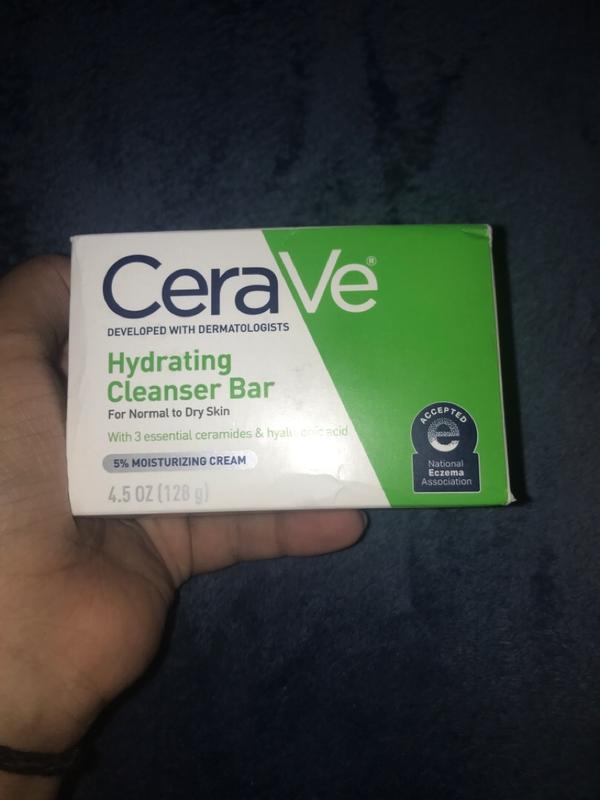 CeraVe®
DEVELOPED WITH DERMATOLOGISTS
Hydrating
Cleanser Bar
For Normal to Dry Skin
With 3 essential ceramides & hyaluronic acid
5% MOISTURIZING CREAM
4.5 OZ (128 g)
ACCEPTED
National
Eczema
Association